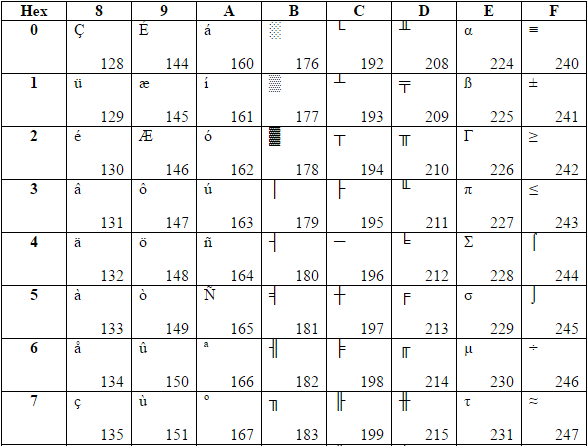 Hex 8 9 A B C D E F
0 Ç É á ░ └ ╨ α ≡
128 144 160 176 192 208 224 240
1 ü æ í ▒ ┴ ╤ ß ±
129 145 161 177 193 209 225 241
2 é Æ ó ▓ ┬ ╥ Γ ≥
130 146 162 178 194 210 226 242
3 â ô ú │ ├ ╙ π ≤
131 147 163 179 195 211 227 243
4 ä ö ñ ┤ ─ ╘ Σ ⌠
132 148 164 180 196 212 228 244
5 à ò Ñ ╡ ┼ ╒ σ ⌡
133 149 165 181 197 213 229 245
6 å û ª ╢ ╞ ╓ µ ÷
134 150 166 182 198 214 230 246
7 ç ù º ╖ ╟ ╫ τ ≈
135 151 167 183 199 215 231 247